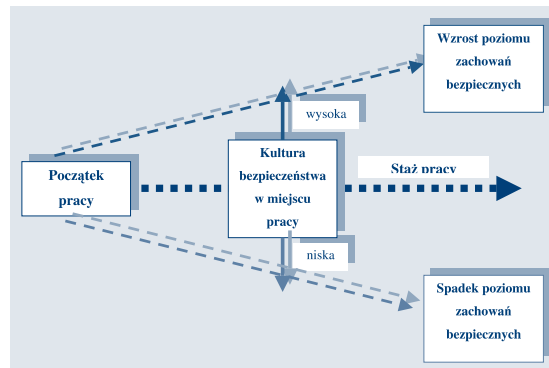 Wzrost poziomu
zachowań
bezpiecznych
wysoka
Początek
pracy
Kultura
bezpieczeństwa
w miejscu
pracy
Staż pracy
niska
Spadek poziomu
zachowań
bezpiecznych